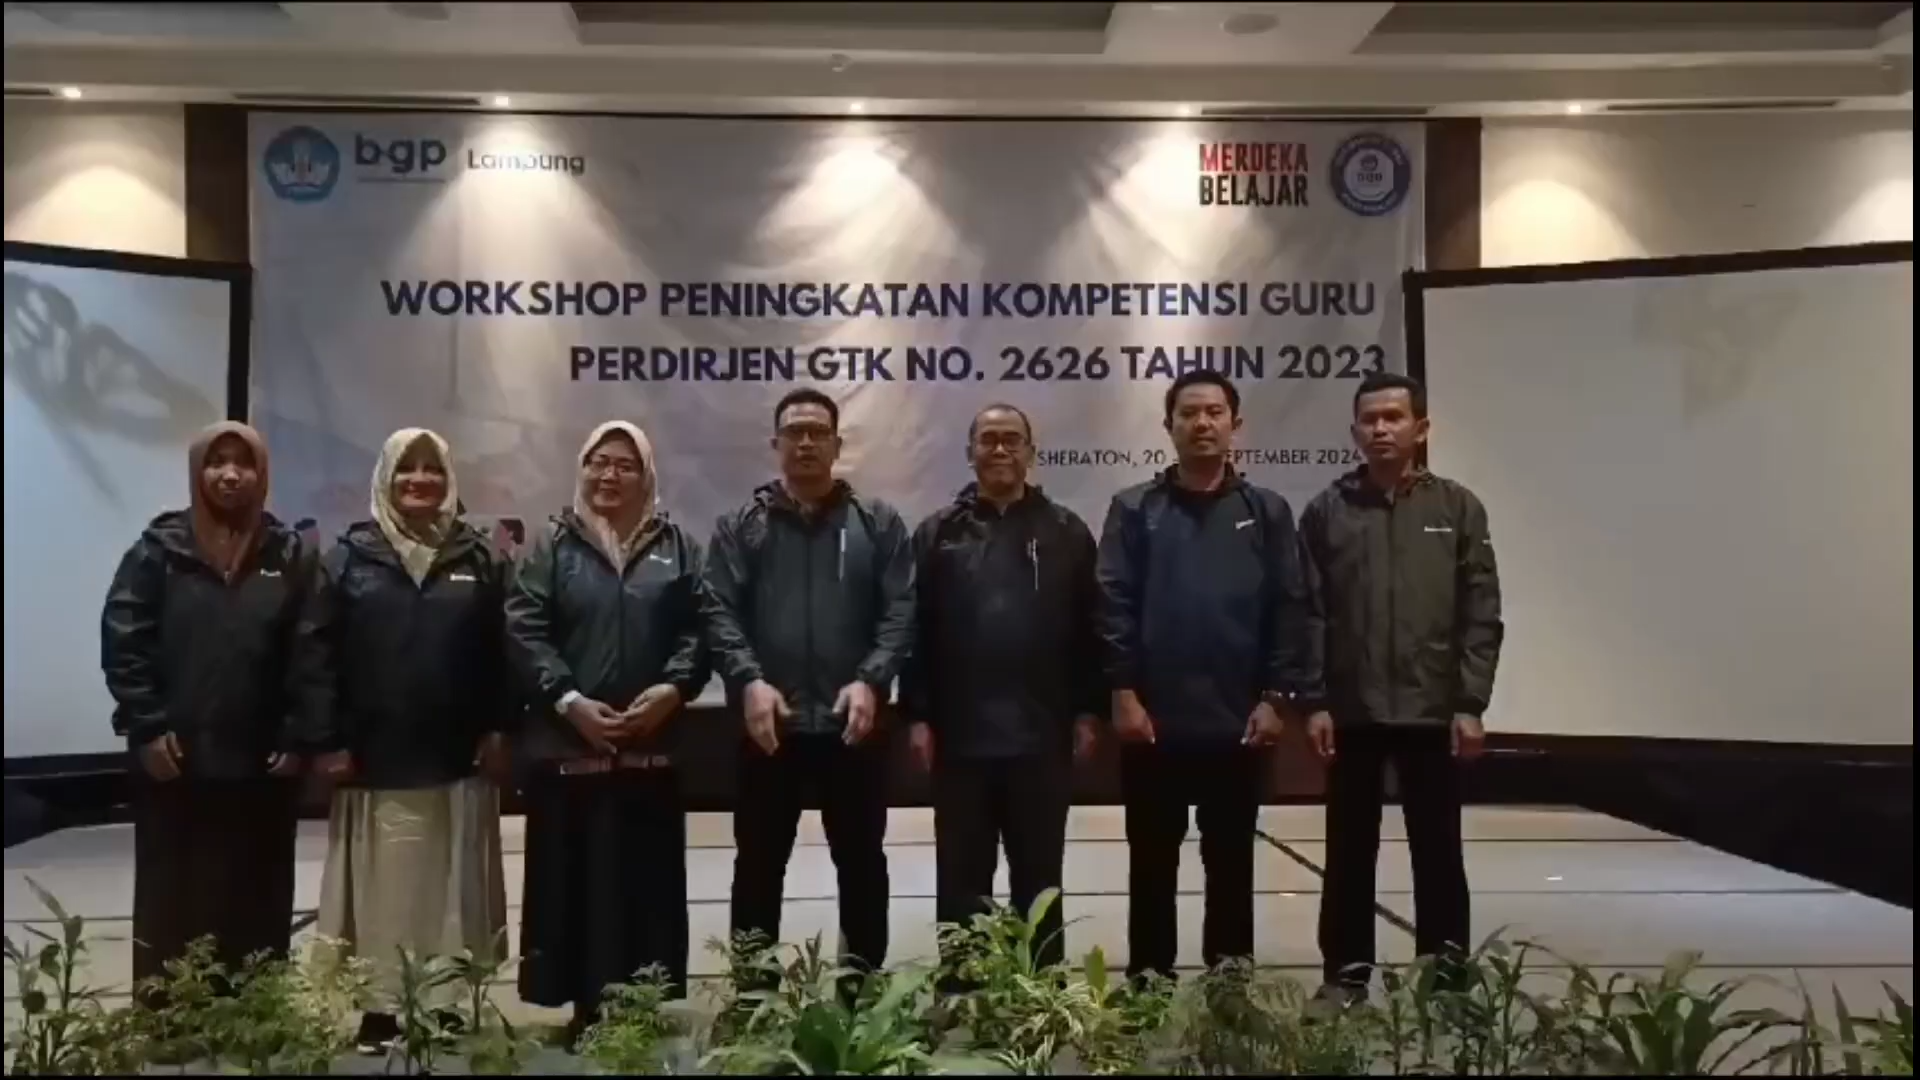 bgp Lampung
MERDEKA
BELAJAR
WORKSHOP PENINGKATAN KOMPETENSI GURU
PERDIRJEN GTK NO. 2626 TAHUN 2023
SHERATON, 20 SEPTEMBER 2024